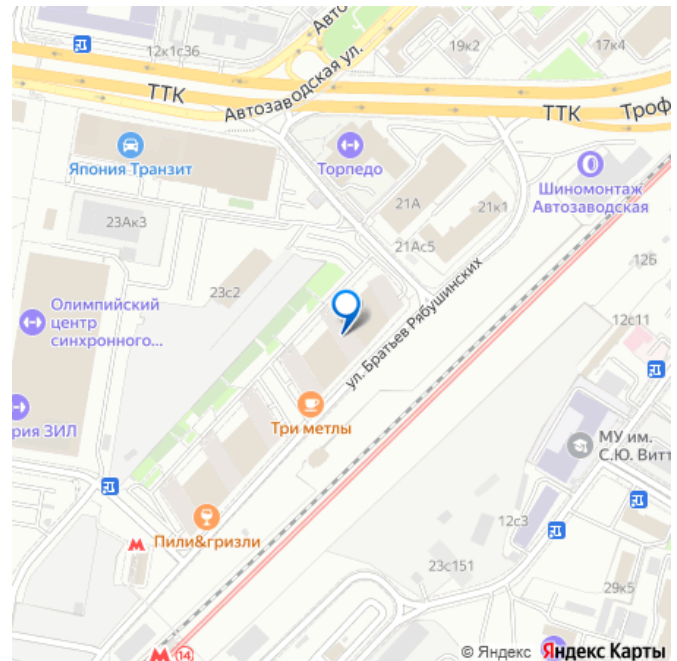 Авто
12к1с36
19к2
17к4
ТТК
Автозаводская ул.
ТТК
Троф
Япония Транзит
Торпедо
Шиномонтаж
Автозаводская
23Ак3
21А
21к1
21Ас5
12б
23с2
Олимпийский
центр
синхронного...
ул. Братьев Рябушинских
12с11
Три метлы
рия ЗИЛ
МУ им.
С.Ю. Витт
Пили&гризли
12с3
23с151
29к5
14
© Яндекс Яндекс Карты